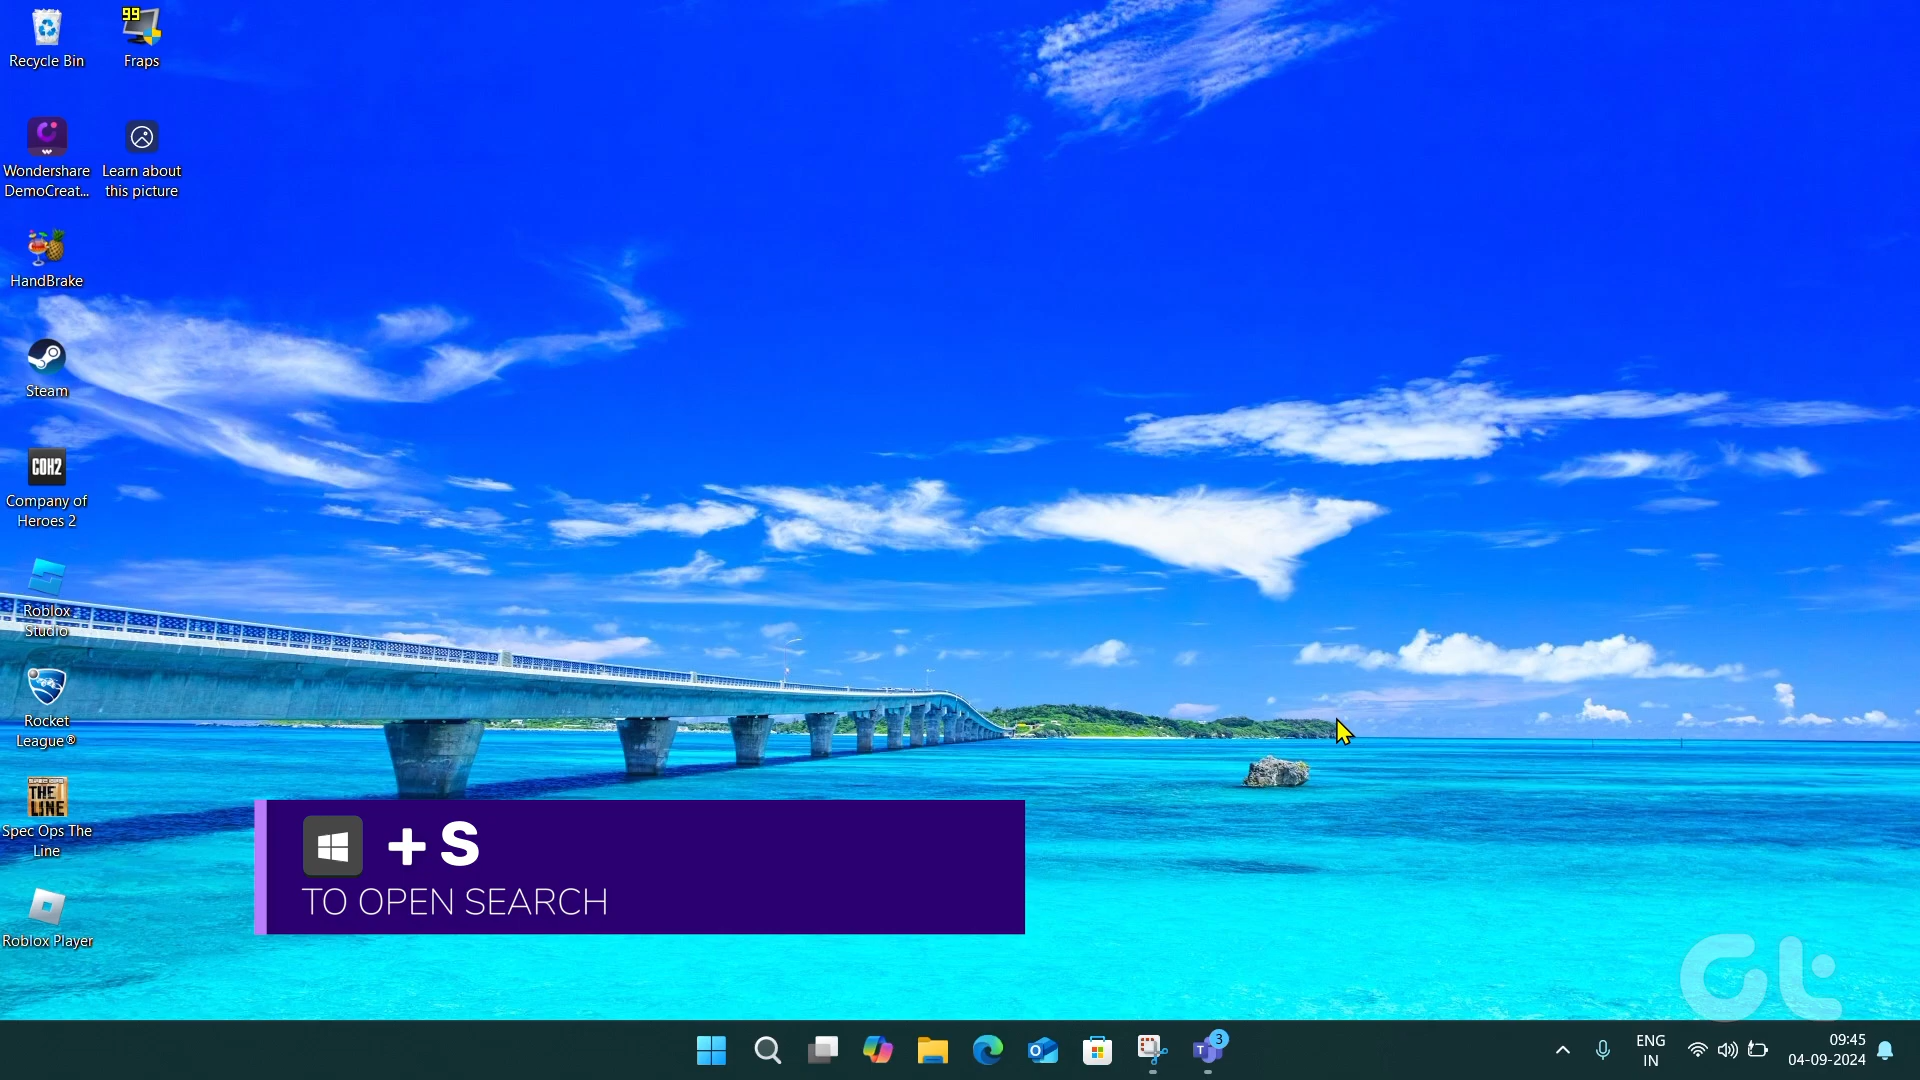 Recycle Bin
99
Fraps
Wondershare
DemoCreat...
Learn about
this picture
HandBrake
Steam
COH2
Company of
Heroes 2
Roblox
Studio
Rocket
League®
THE
LINE
Spec Ops The
Line
Roblox Player
+ S
TO OPEN SEARCH
Gt
3
ENG
IN
09:45
04-09-2024